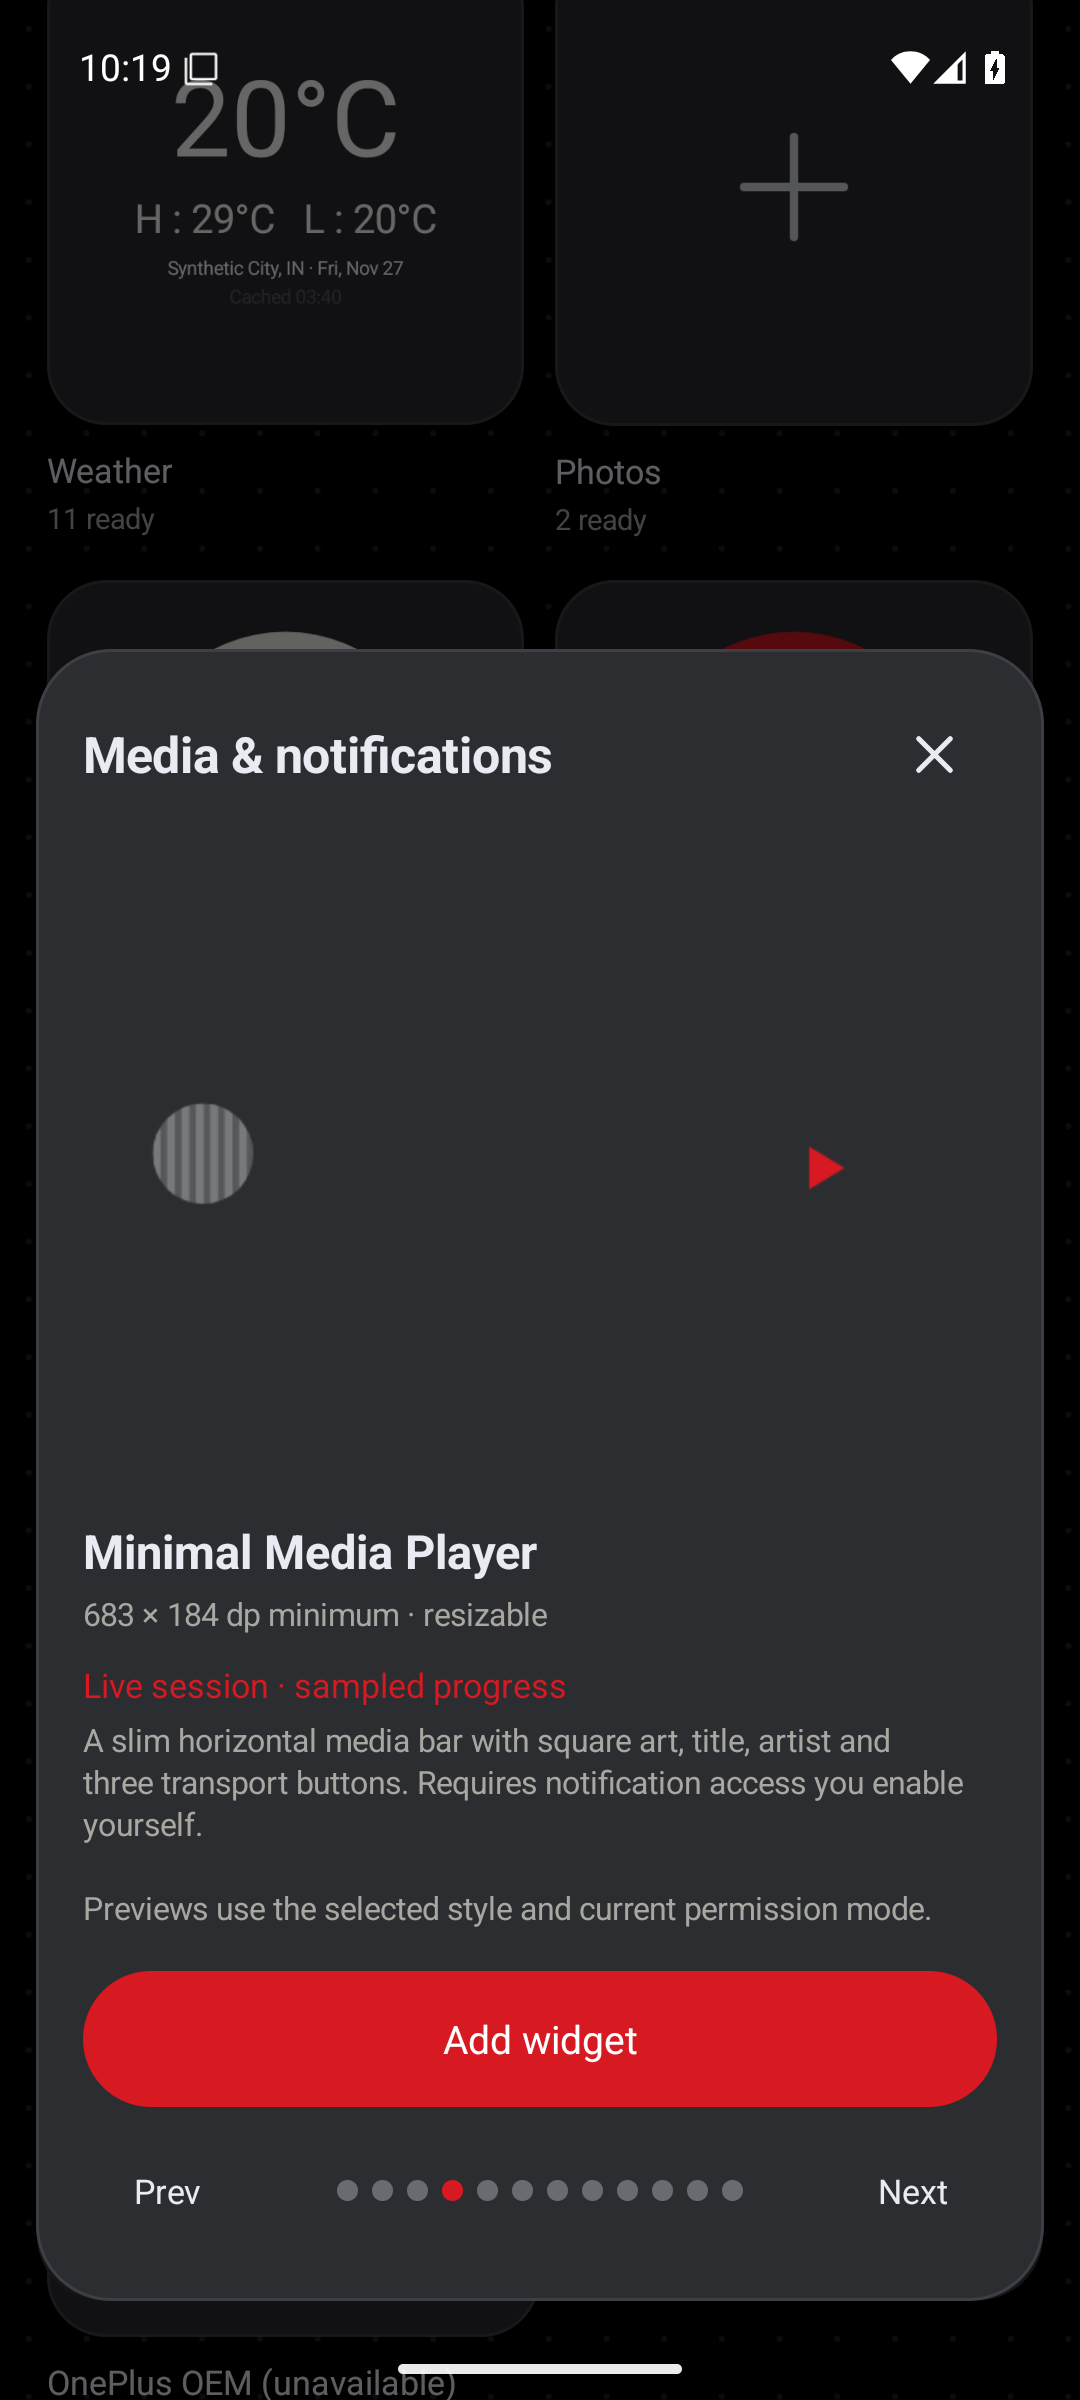 10:19
20°C
H : 29°C L : 20°C
Synthetic City, IN · Fri, Nov 27
Cached 03:40
Weather
11 ready
Photos
2 ready
Media & notifications
Minimal Media Player
683 × 184 dp minimum · resizable
Live session · sampled progress
A slim horizontal media bar with square art, title, artist and
three transport buttons. Requires notification access you enable
yourself.
Previews use the selected style and current permission mode.
Add widget
Prev
Next
OnePlus OEM (unavailable)